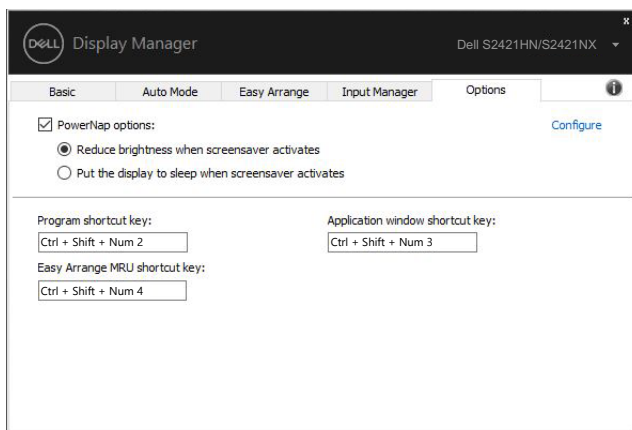 x
DELL Display Manager Dell S2421HN/S2421NX
Basic Auto Mode Easy Arrange Input Manager Options i
PowerNap options: Configure
Reduce brightness when screensaver activates
Put the display to sleep when screensaver activates
Program shortcut key: Application window shortcut key:
Ctrl + Shift + Num 2 Ctrl + Shift + Num 3
Easy Arrange MRU shortcut key:
Ctrl + Shift + Num 4